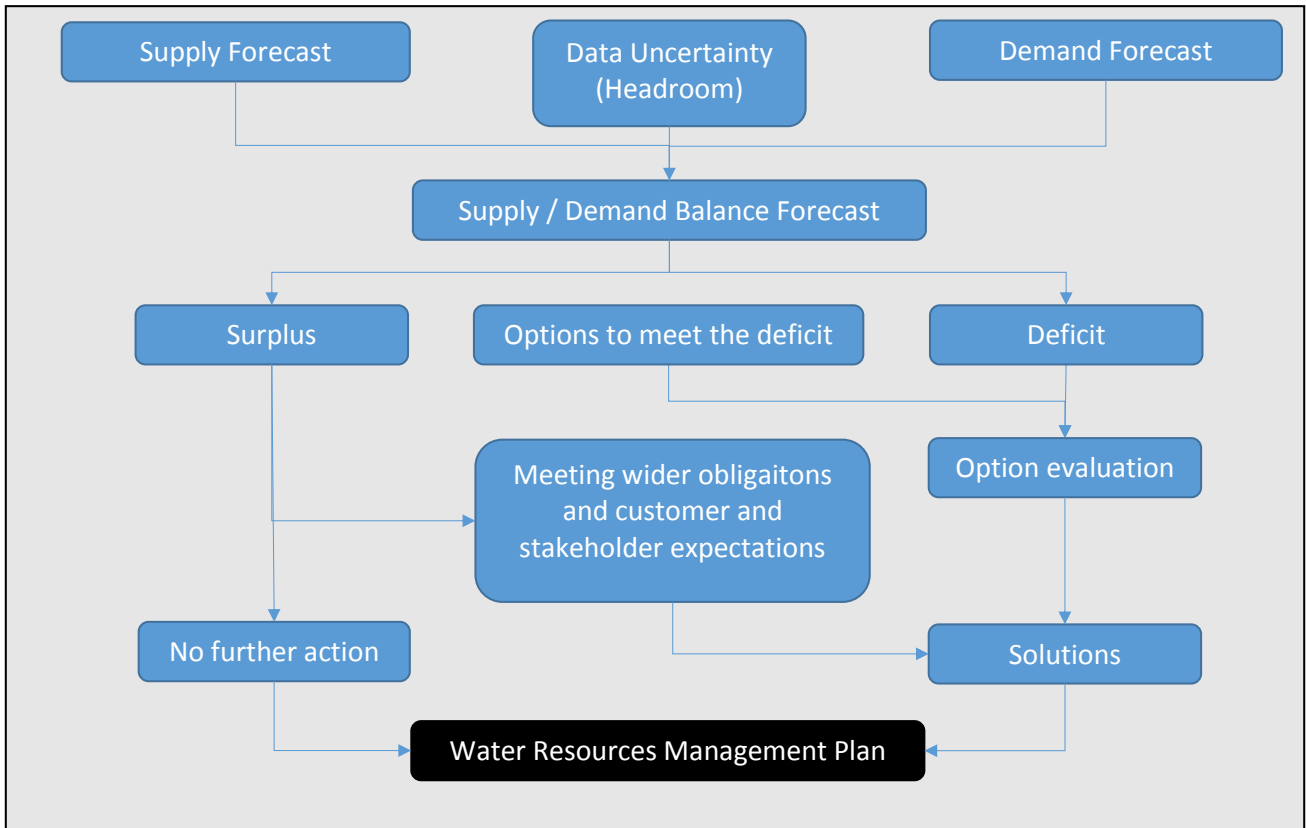 Supply Forecast
Data Uncertainty
(Headroom)
Demand Forecast
Supply / Demand Balance Forecast
Surplus
Options to meet the deficit
Deficit
Meeting wider obligaitons
and customer and
stakeholder expectations
Option evaluation
No further action
Solutions
Water Resources Management Plan